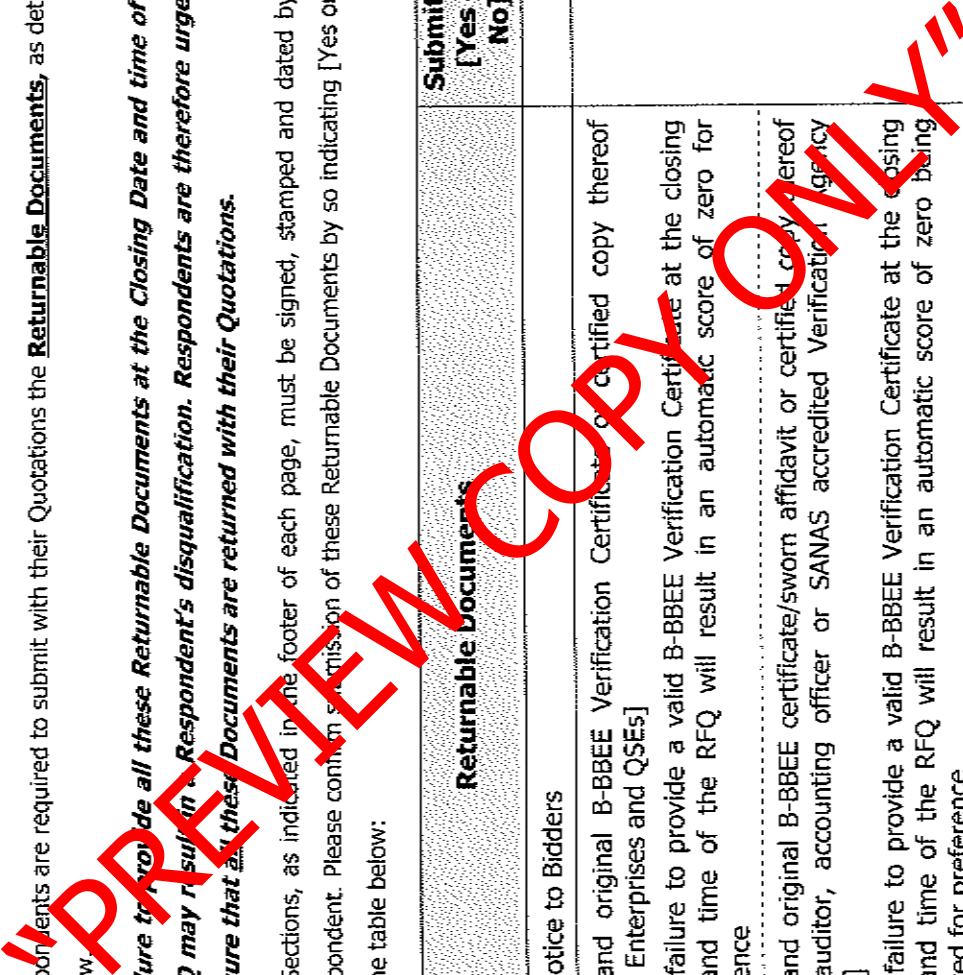 pondents are required to submit with their Quotations the Returnable Documents, as det
w.
lure to provide all these Returnable Documents at the Closing Date and time of
Q may result in a Respondent's disqualification. Respondents are therefore urge
ure that all these Documents are returned with their Quotations.
Sections, as indicated in the footer of each page, must be signed, stamped and dated by
pondent. Please confirm submission of these Returnable Documents by so indicating [Yes or
he table below:
Returnable Documents
Submit
[Yes
No]
otice to Bidders
and original B-BBEE Verification Certificate or certified copy thereof
Enterprises and QSEs]
failure to provide a valid B-BBEE Verification Certificate at the closing
and time of the RFQ will result in an automatic score of zero for
ence
and original B-BBEE certificate/sworn affidavit or certified copy thereof
auditor, accounting officer or SANAS accredited Verification Agency
]
failure to provide a valid B-BBEE Verification Certificate at the closing
nd time of the RFQ will result in an automatic score of zero being
ed for preference
"PREVIEW COPY ONLY"